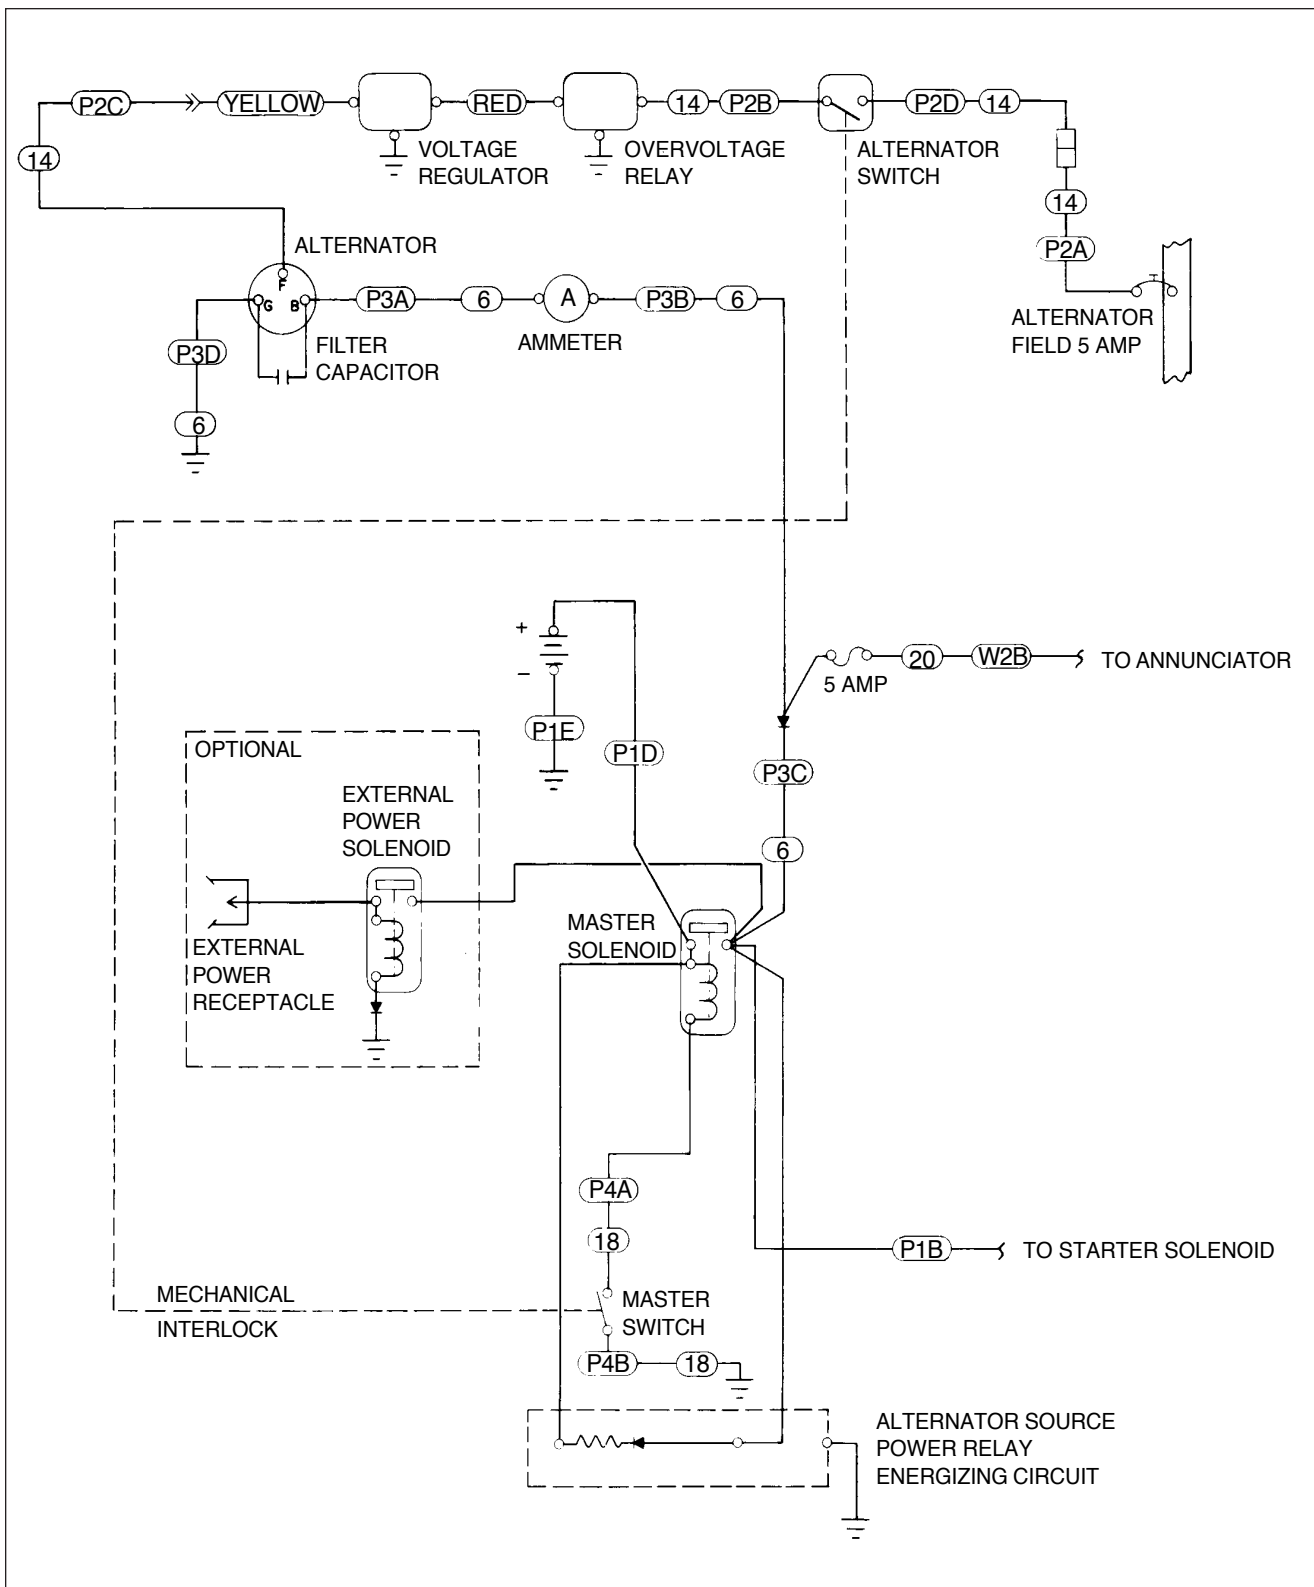 P2C
YELLOW
RED
14
P2B
P2D
14
14
VOLTAGE
REGULATOR
OVERVOLTAGE
RELAY
ALTERNATOR
SWITCH
14
P2A
ALTERNATOR
F
G
B
P3A
6
A
P3B
6
AMMETER
ALTERNATOR
FIELD 5 AMP
P3D
FILTER
CAPACITOR
6
+
−
5 AMP
20
W2B
TO ANNUNCIATOR
P1E
P1D
P3C
OPTIONAL
EXTERNAL
POWER
SOLENOID
6
EXTERNAL
POWER
RECEPTACLE
MASTER
SOLENOID
P4A
18
P1B
TO STARTER SOLENOID
MECHANICAL
INTERLOCK
MASTER
SWITCH
P4B
18
ALTERNATOR SOURCE
POWER RELAY
ENERGIZING CIRCUIT